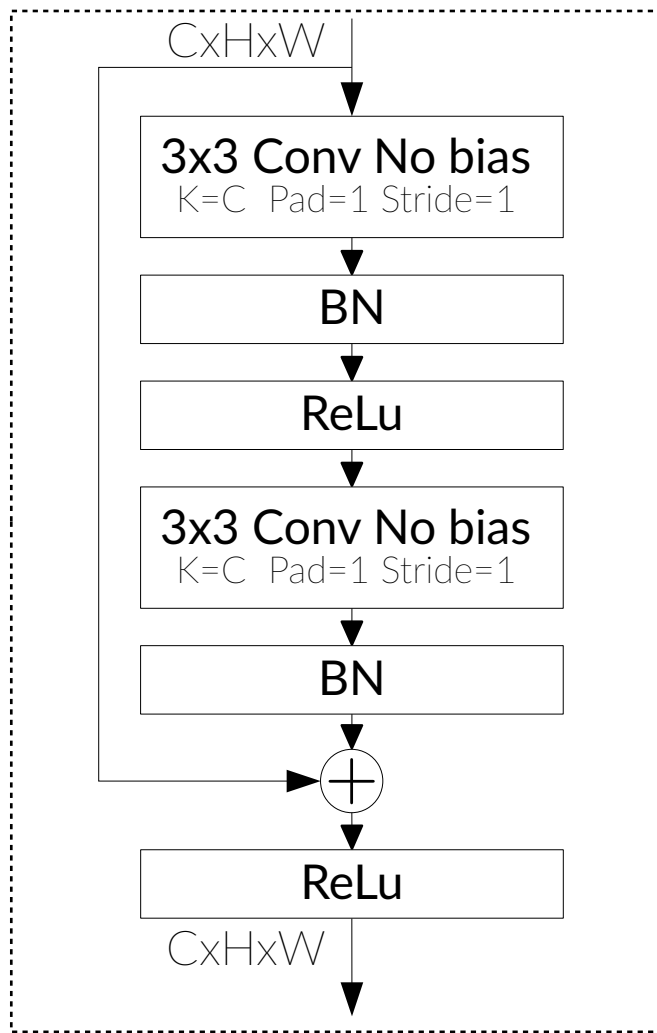 CxHxW
3x3 Conv No bias
K=C Pad=1 Stride=1
BN
ReLu
3x3 Conv No bias
K=C Pad=1 Stride=1
BN
+
ReLu
CxHxW